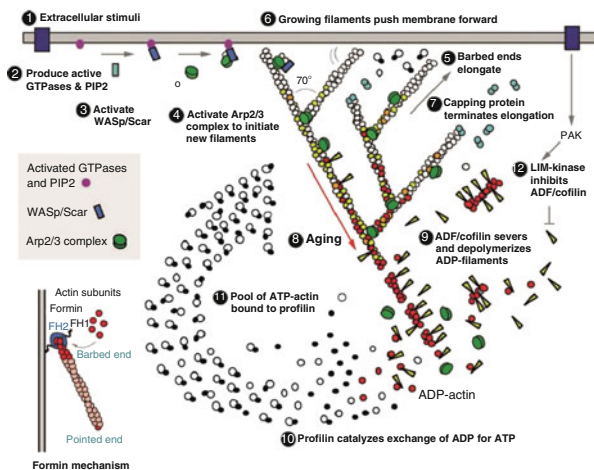 1 Extracellular stimuli
6 Growing filaments push membrane forward
2 Produce active
GTPases & PIP2
3 Activate
WASp/Scar
4 Activate Arp2/3
complex to initiate
new filaments
70°
5 Barbed ends
elongate
7 Capping protein
terminates elongation
PAK
12 LIM-kinase
inhibits
ADF/cofilin
Activated GTPases
and PIP2
WASp/Scar
Arp2/3 complex
8 Aging
9 ADF/cofilin severs
and depolymerizes
ADP-filaments
11 Pool of ATP-actin
bound to profilin
Actin subunits
Formin
FH2
FH1
Barbed end
Pointed end
Formin mechanism
ADP-actin
10 Profilin catalyzes exchange of ADP for ATP